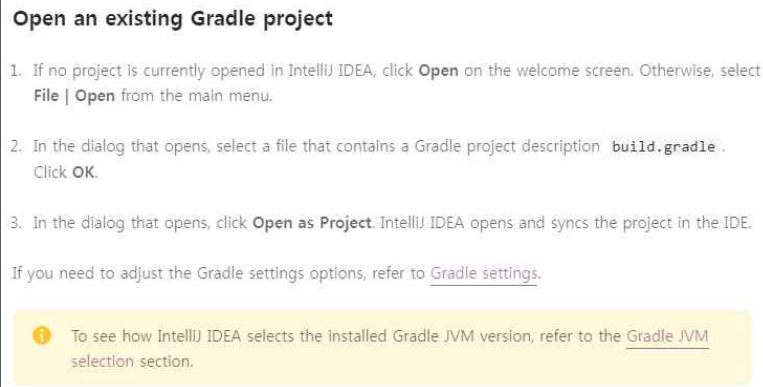 Open an existing Gradle project
1. If no project is currently opened in IntelliJ IDEA, click Open on the welcome screen. Otherwise, select
File | Open from the main menu.
2. In the dialog that opens, select a file that contains a Gradle project description build.gradle .
Click OK.
3. In the dialog that opens, click Open as Project. IntelliJ IDEA opens and syncs the project in the IDE.
If you need to adjust the Gradle settings options, refer to Gradle settings.
To see how IntelliJ IDEA selects the installed Gradle JVM version, refer to the Gradle JVM
selection section.